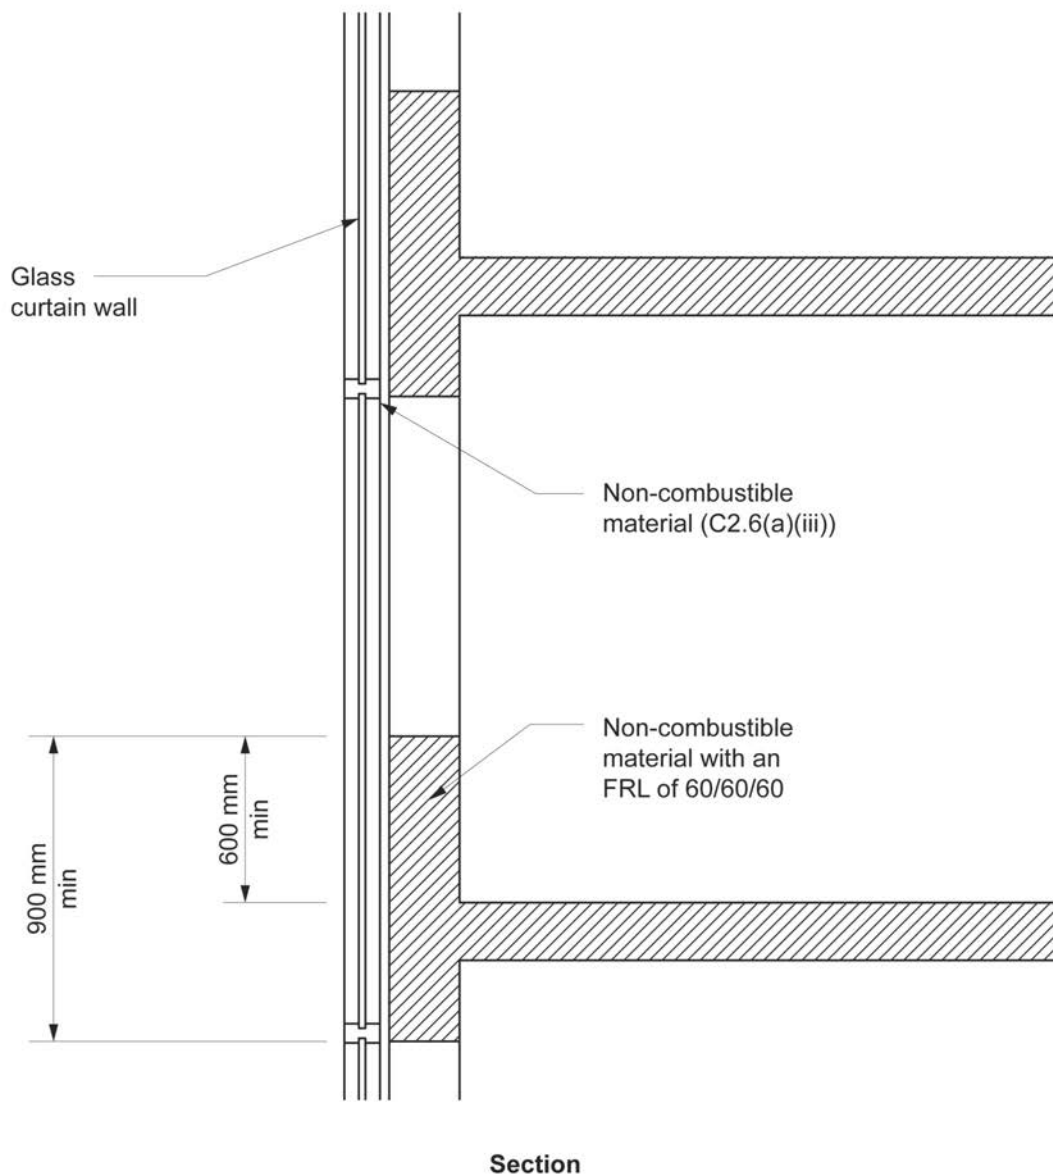 Glass
curtain wall
Non-combustible
material (C2.6(a)(iii))
Non-combustible
material with an
FRL of 60/60/60
900 mm
min
600 mm
min
Section